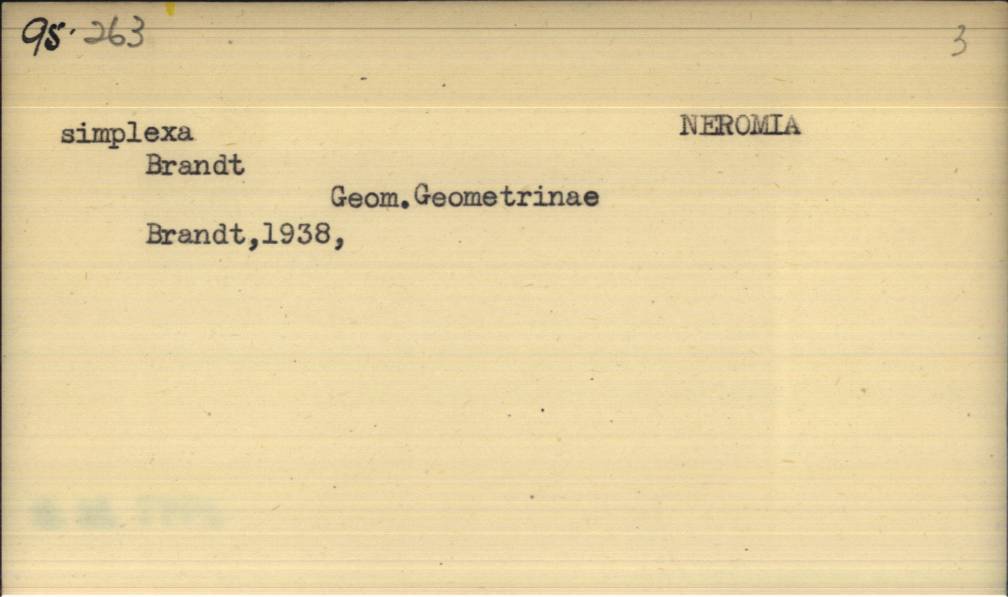 95.263 3
simplexa NEROMIA
Brandt
Geom.Geometrinae
Brandt,1938,